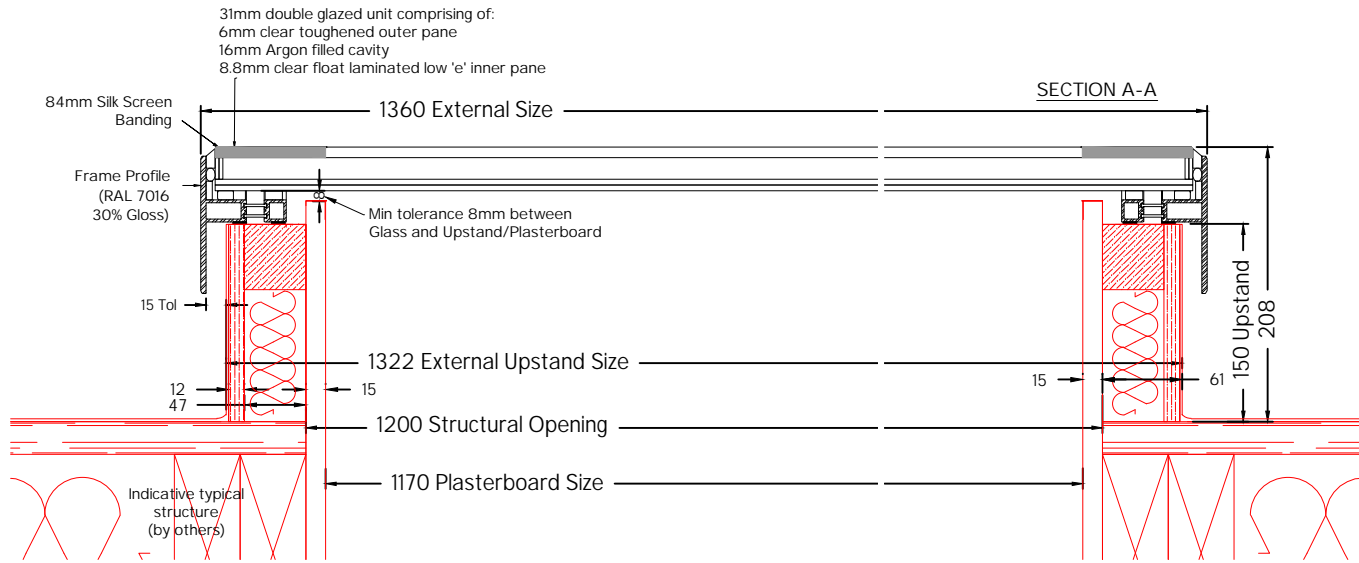 31mm double glazed unit comprising of:
6mm clear toughened outer pane
16mm Argon filled cavity
8.8mm clear float laminated low 'e' inner pane
SECTION A-A
84mm Silk Screen
Banding
1360 External Size
Frame Profile
(RAL 7016
30% Gloss)
8
Min tolerance 8mm between
Glass and Upstand/Plasterboard
15 Tol
150 Upstand
208
1322 External Upstand Size
12
47
15
15
61
1200 Structural Opening
1170 Plasterboard Size
Indicative typical
structure
(by others)